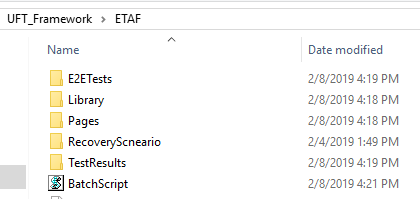 UFT_Framework > ETAF
Name Date modified
E2ETests 2/8/2019 4:19 PM
Library 2/8/2019 4:18 PM
Pages 2/8/2019 4:18 PM
RecoveryScneario 2/4/2019 1:49 PM
TestResults 2/8/2019 4:19 PM
BatchScript 2/8/2019 4:21 PM